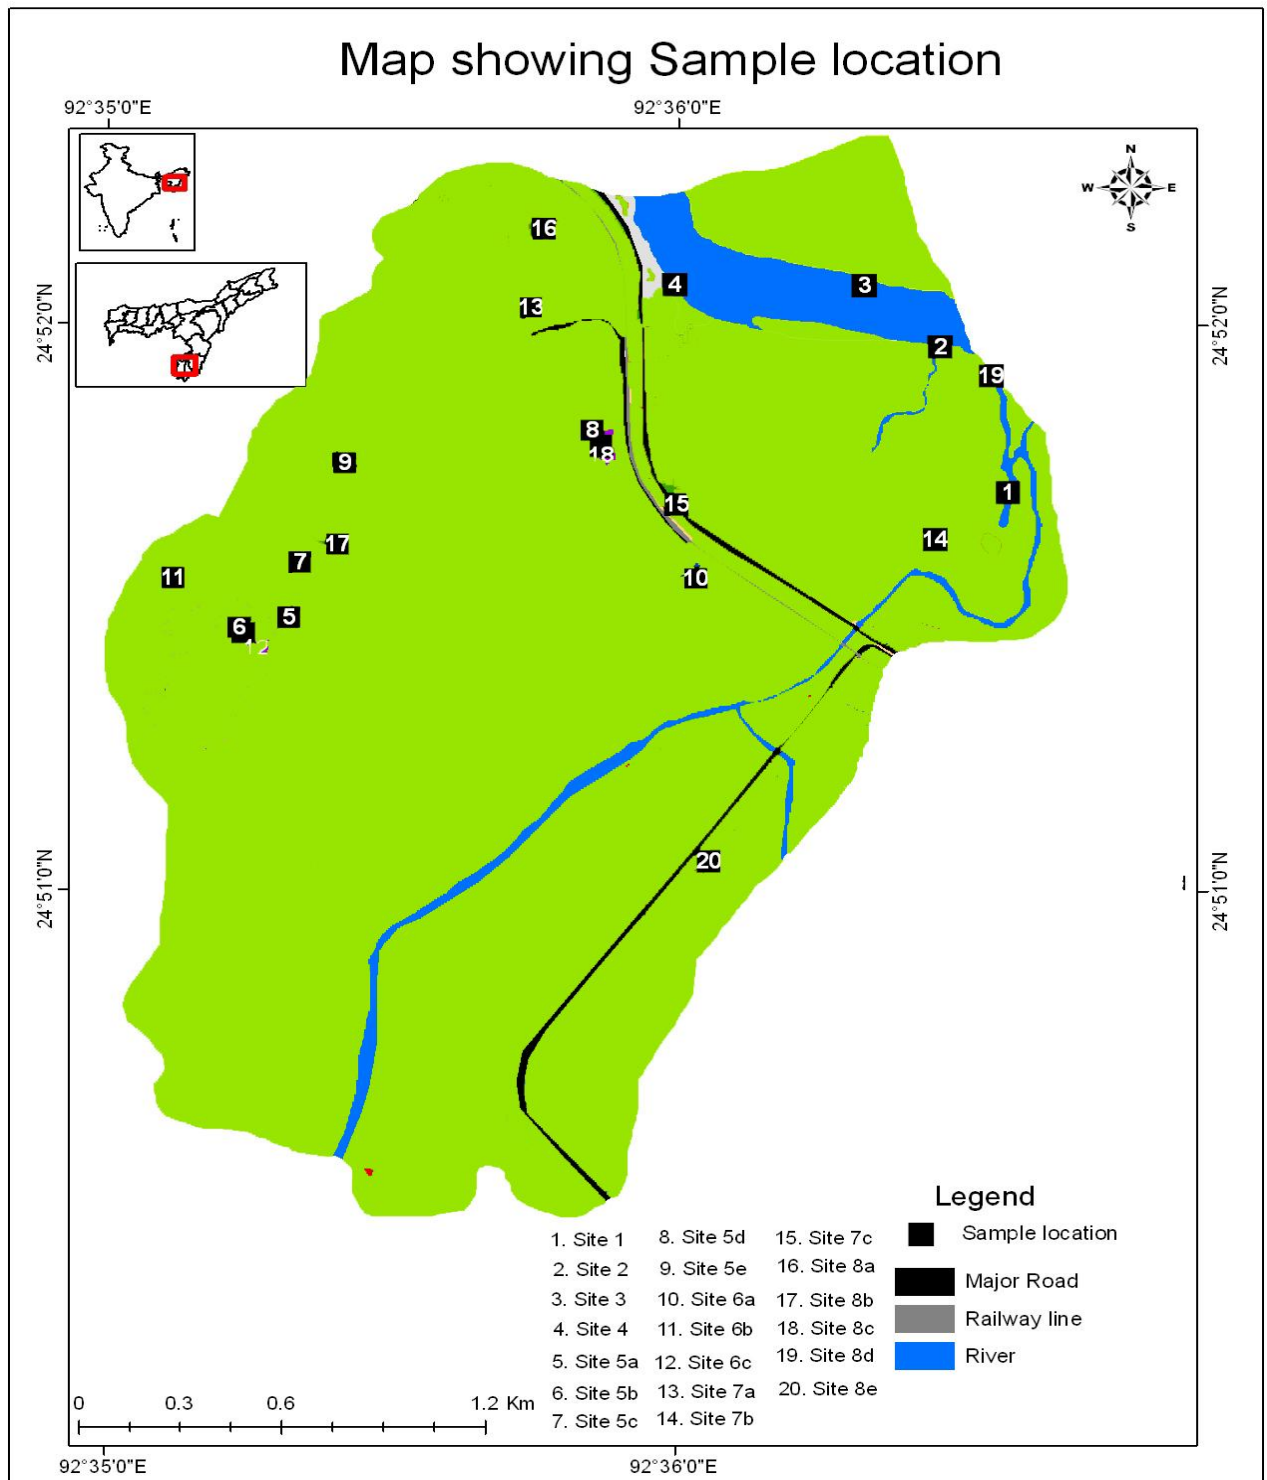 Map showing Sample location
92°35'0"E 92°36'0"E
N
W E
S
16
4 3
13
24°52'0"N 24°52'0"N
2
19
8
18
9
1
15
14
17
7
11 10
5
6
12
20
24°51'0"N 24°51'0"N
Legend
Sample location
Major Road
Railway line
River
1. Site 1
2. Site 2
3. Site 3
4. Site 4
5. Site 5a
6. Site 5b
7. Site 5c
8. Site 5d
9. Site 5e
10. Site 6a
11. Site 6b
12. Site 6c
13. Site 7a
14. Site 7b
15. Site 7c
16. Site 8a
17. Site 8b
18. Site 8c
19. Site 8d
20. Site 8e
0 0.3 0.6 1.2 Km
92°35'0"E 92°36'0"E